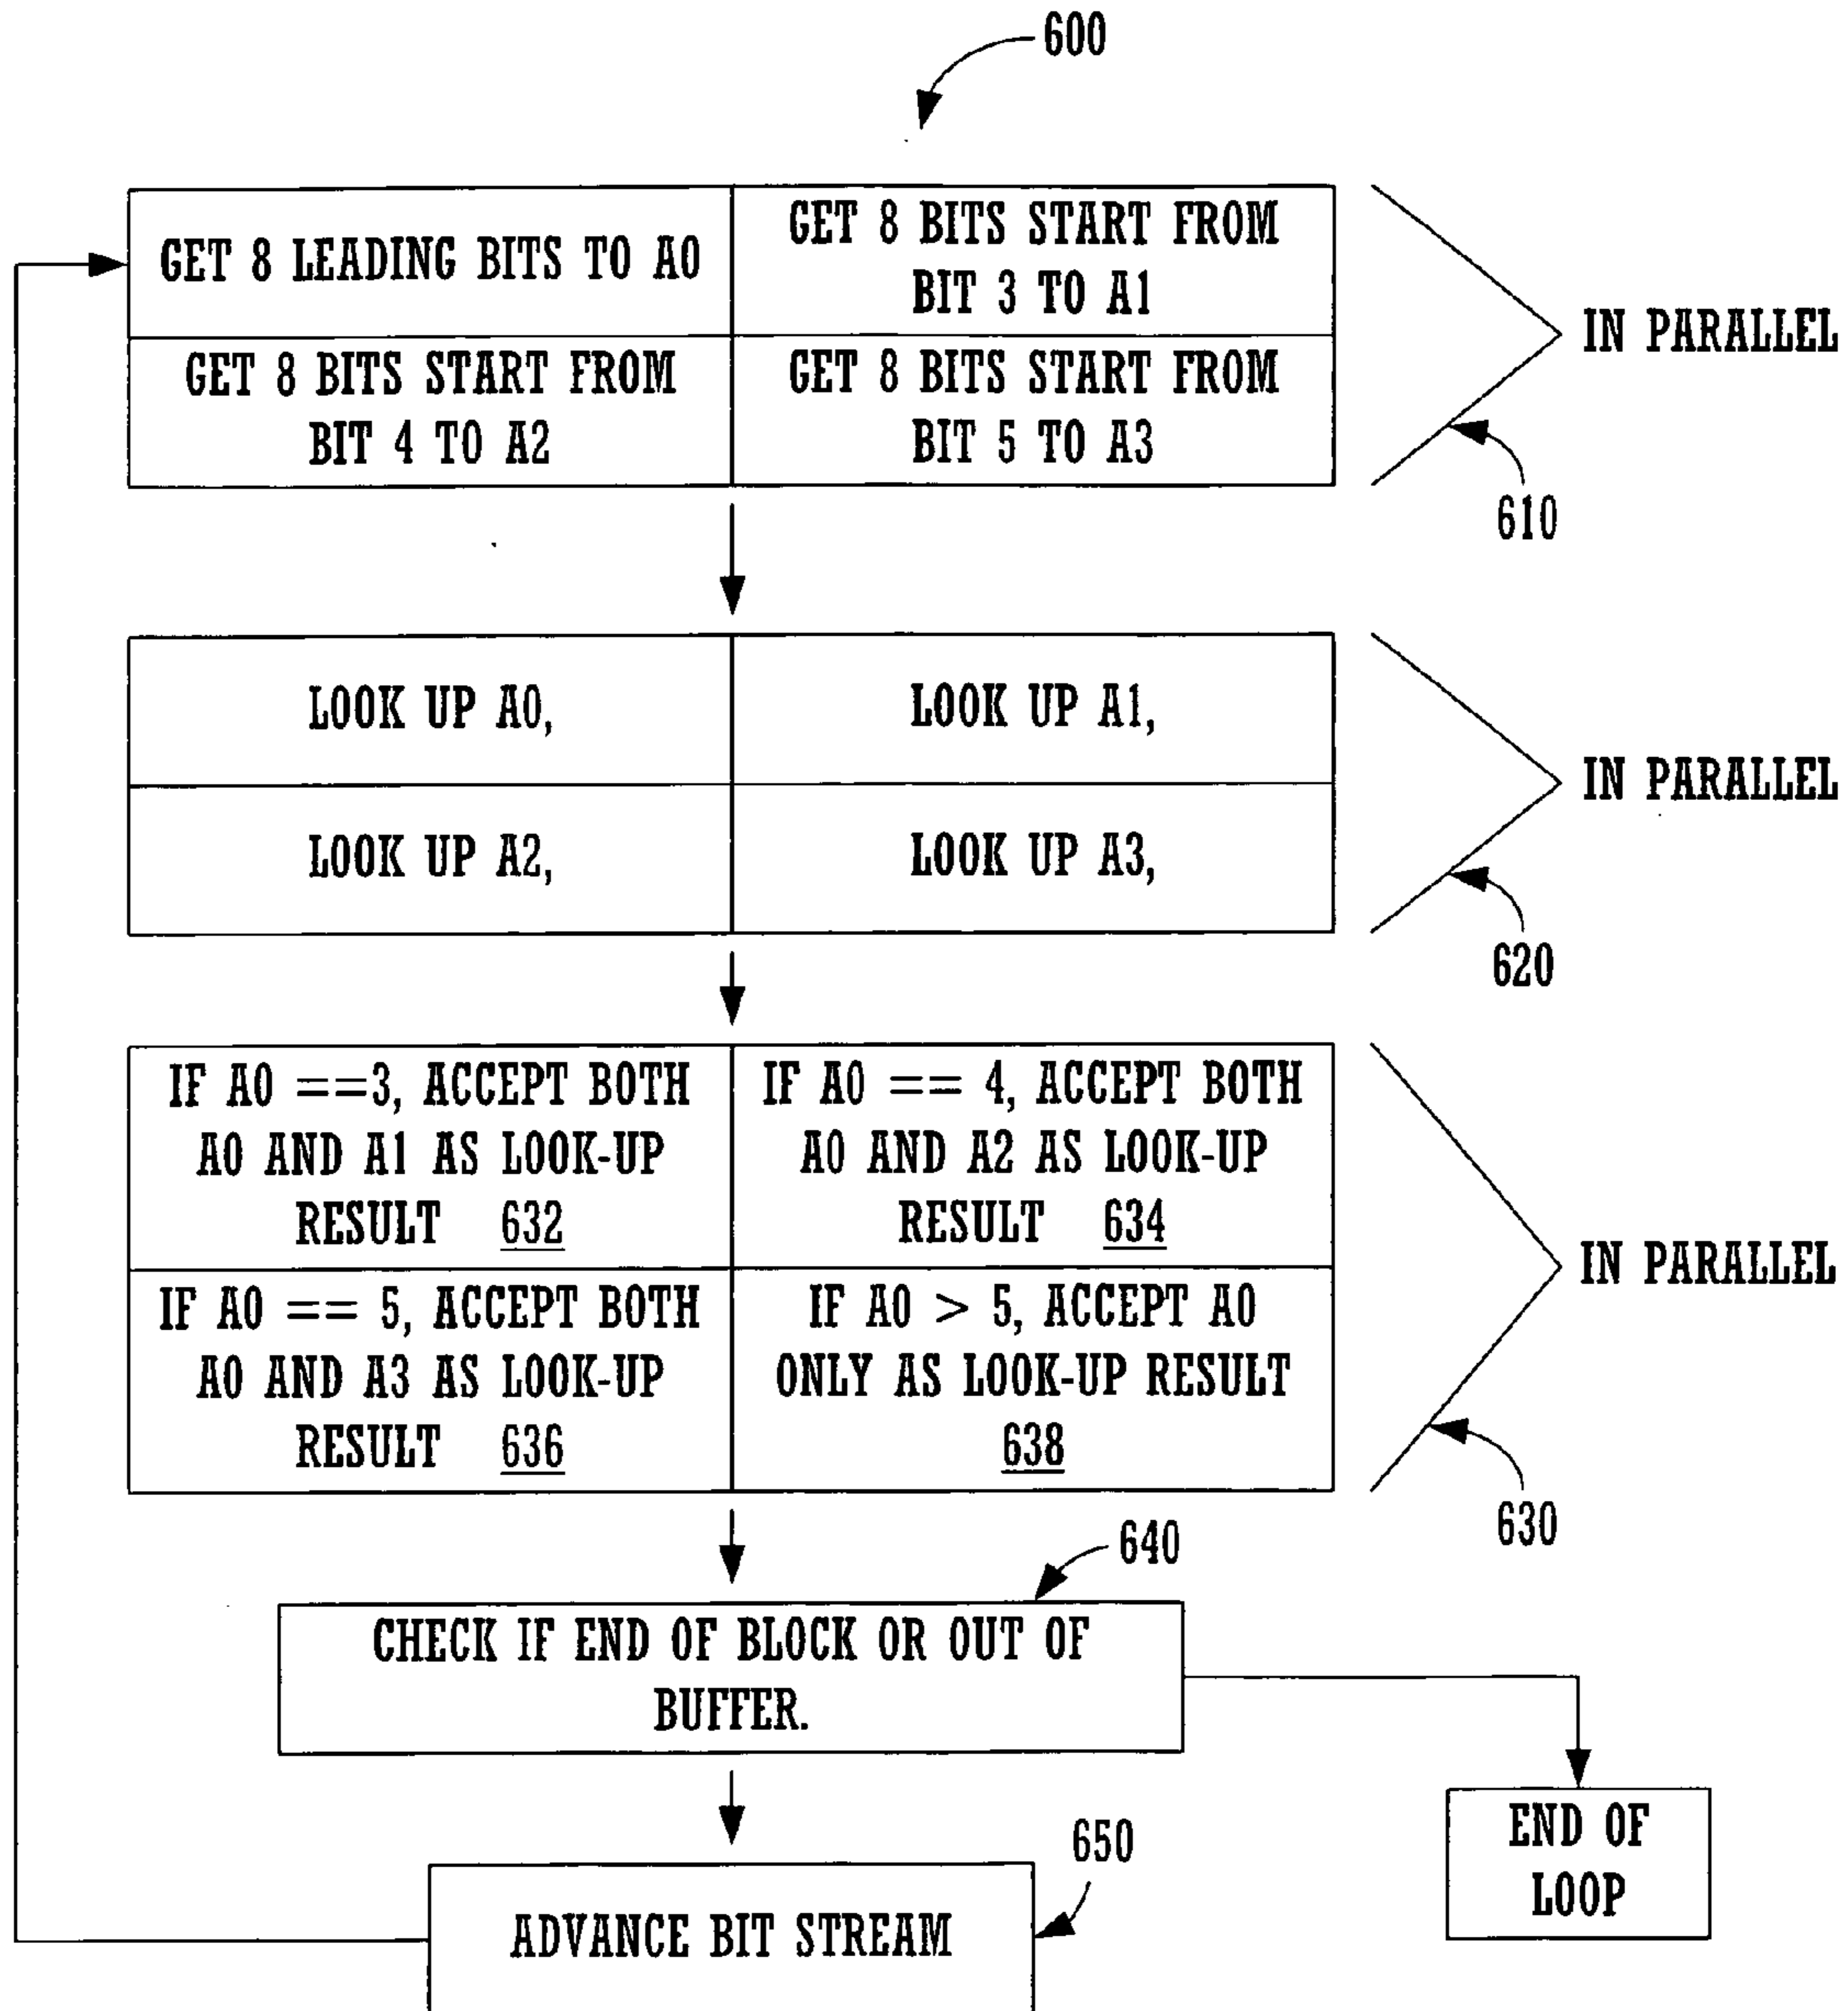 600
GET 8 LEADING BITS TO A0
GET 8 BITS START FROM
BIT 3 TO A1
GET 8 BITS START FROM
BIT 4 TO A2
GET 8 BITS START FROM
BIT 5 TO A3
IN PARALLEL
610
LOOK UP A0,
LOOK UP A1,
LOOK UP A2,
LOOK UP A3,
IN PARALLEL
620
IF A0 ==3, ACCEPT BOTH
A0 AND A1 AS LOOK-UP
RESULT 632
IF A0 == 4, ACCEPT BOTH
A0 AND A2 AS LOOK-UP
RESULT 634
IF A0 == 5, ACCEPT BOTH
A0 AND A3 AS LOOK-UP
RESULT 636
IF A0 > 5, ACCEPT A0
ONLY AS LOOK-UP RESULT
638
IN PARALLEL
630
640
CHECK IF END OF BLOCK OR OUT OF
BUFFER.
END OF
LOOP
650
ADVANCE BIT STREAM